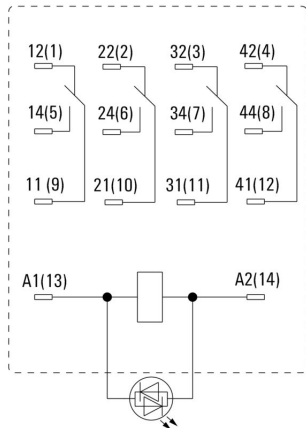 12(1) 22(2) 32(3) 42(4)
14(5) 24(6) 34(7) 44(8)
11 (9) 21(10) 31(11) 41(12)
A1(13) A2(14)